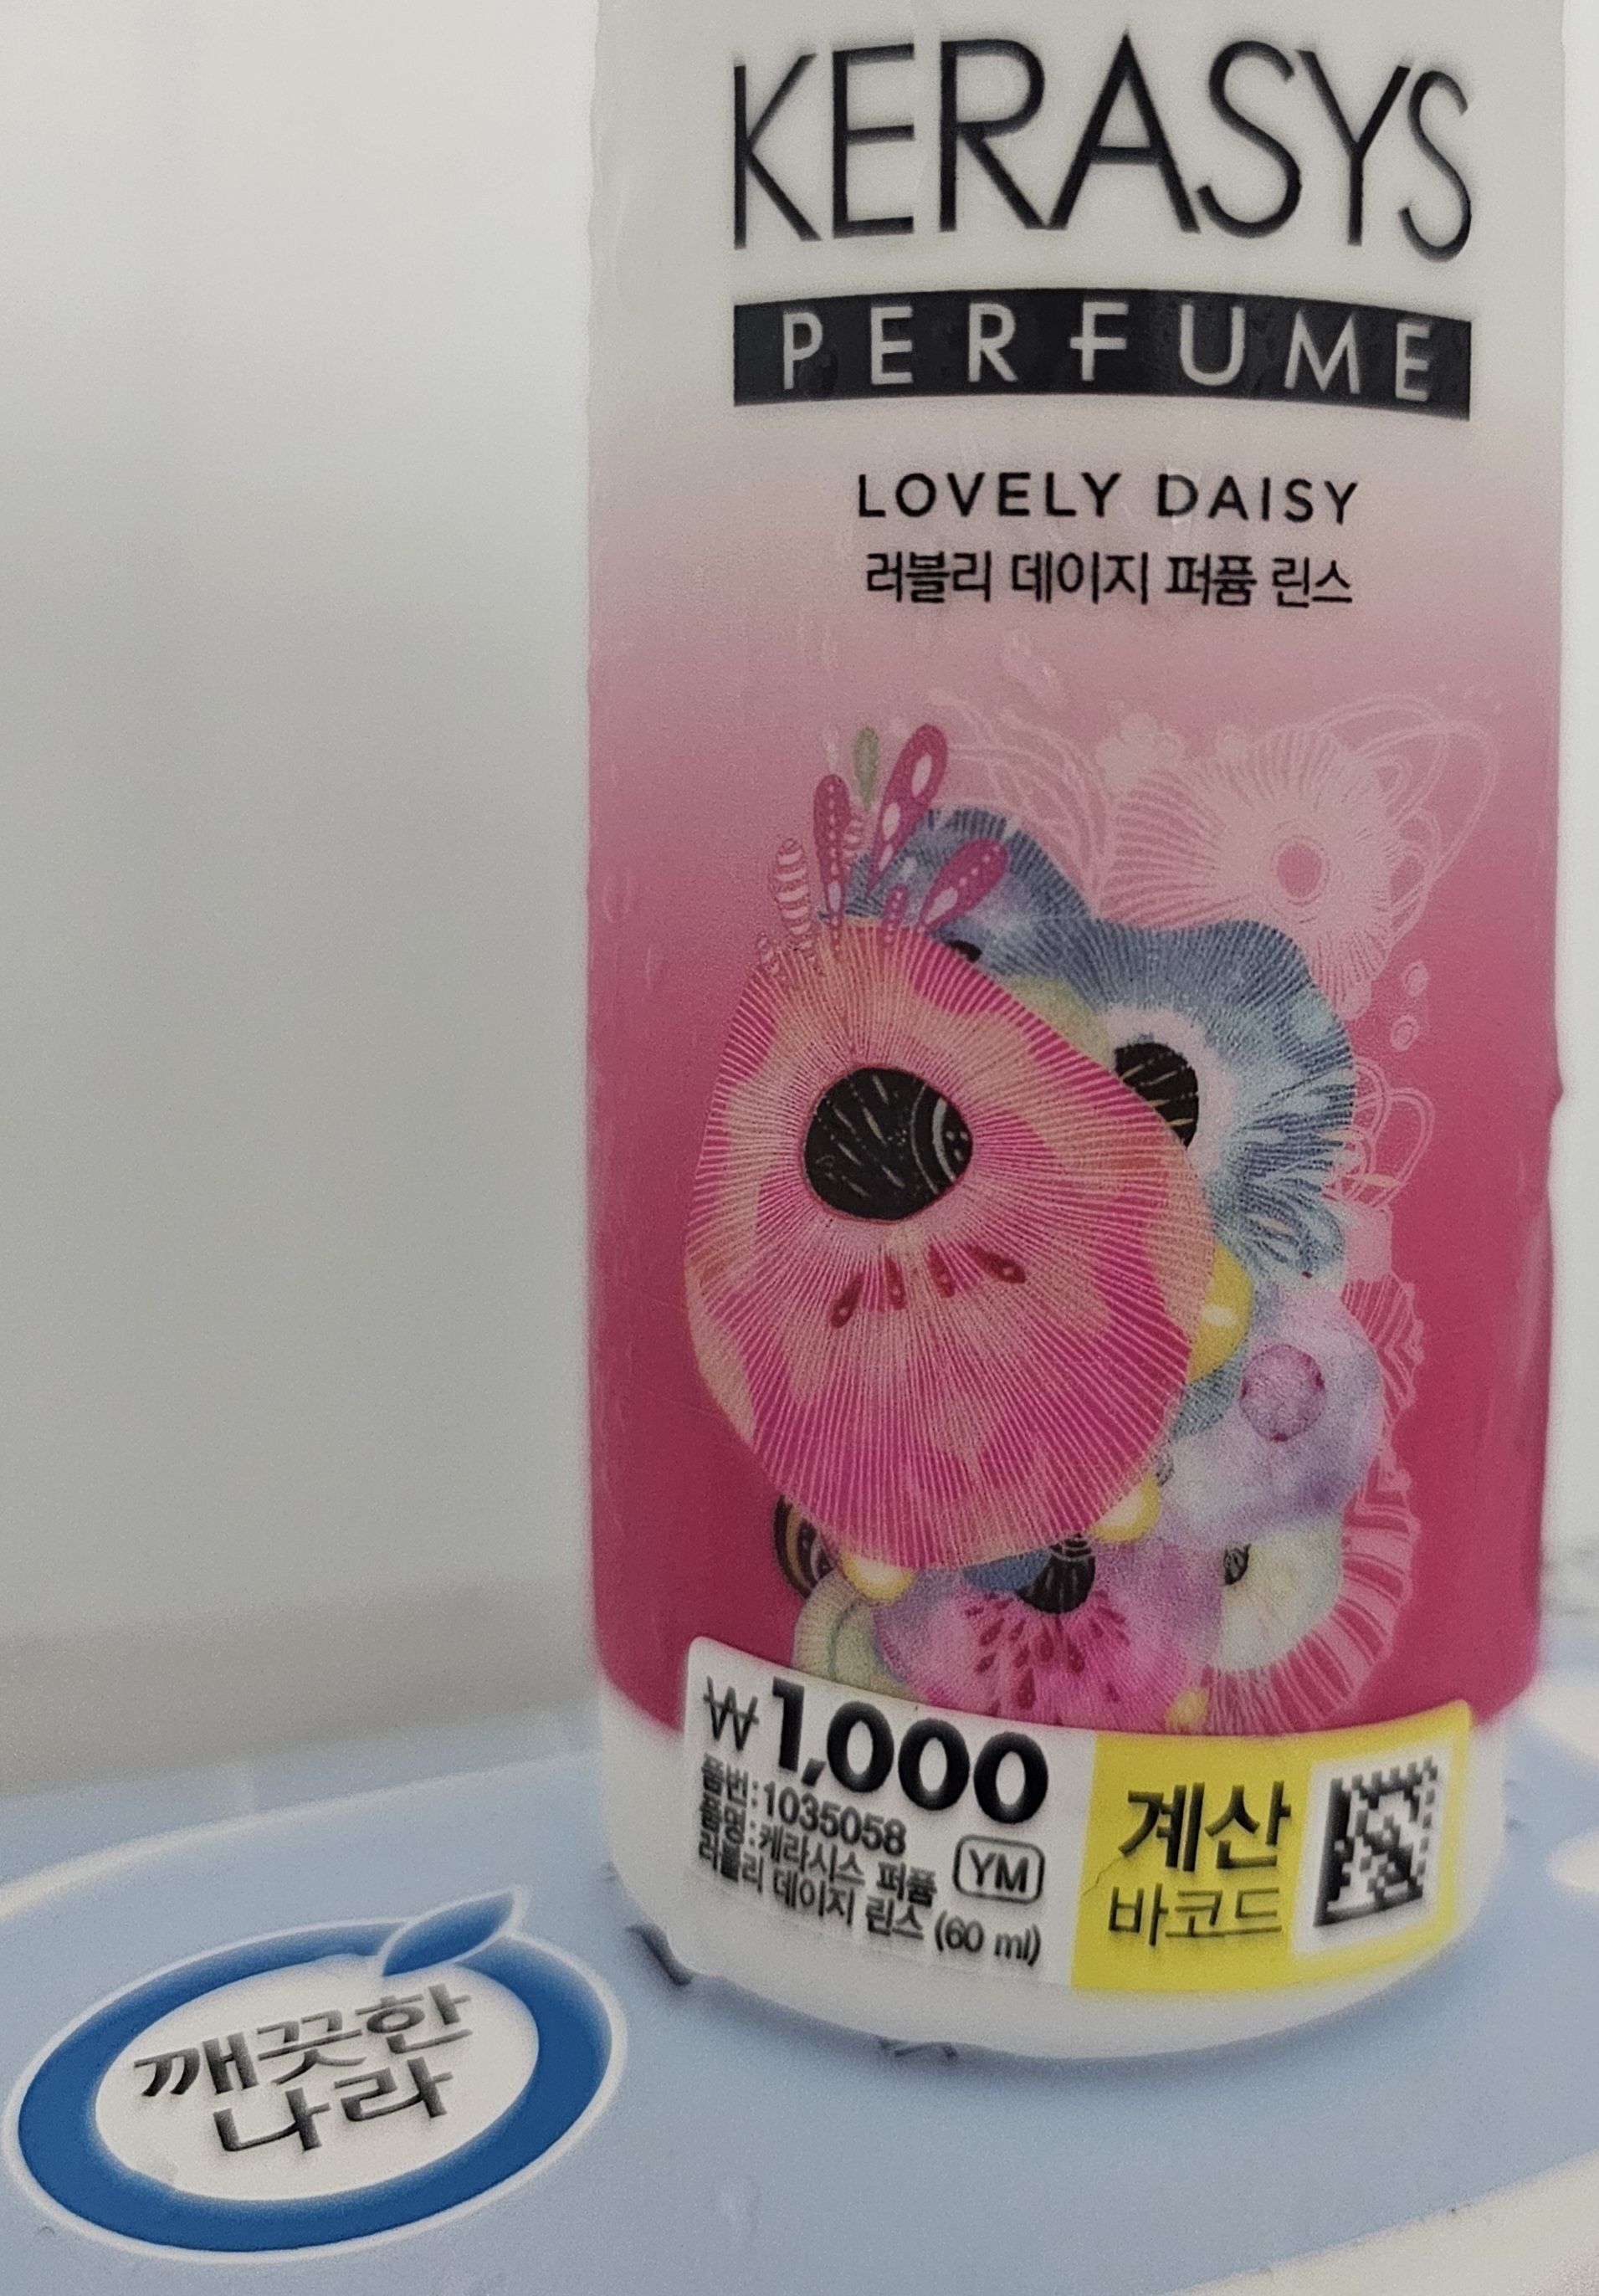 KERASYS
PERFUME
LOVELY DAISY
러블리 데이지 퍼퓸 린스
₩1,000
품번:1035058
품명:케라시스 퍼퓸
러블리 데이지 린스 (60 ml)
YM
계산
바코드
깨끗한
나라